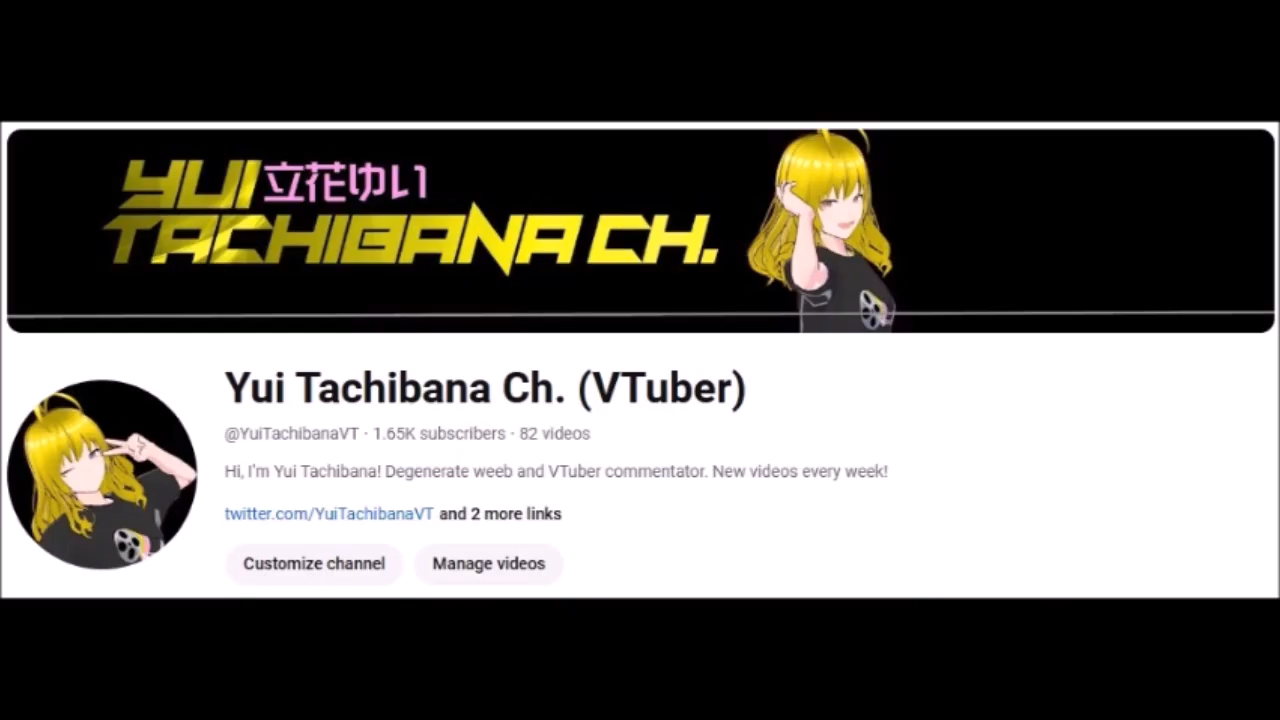 YUI 立花ゆい
TACHIBANA CH.
Yui Tachibana Ch. (VTuber)
@YuiTachibanaVT · 1.65K subscribers · 82 videos
Hi, I'm Yui Tachibana! Degenerate weeb and VTuber commentator. New videos every week!
twitter.com/YuiTachibanaVT and 2 more links
Customize channel Manage videos